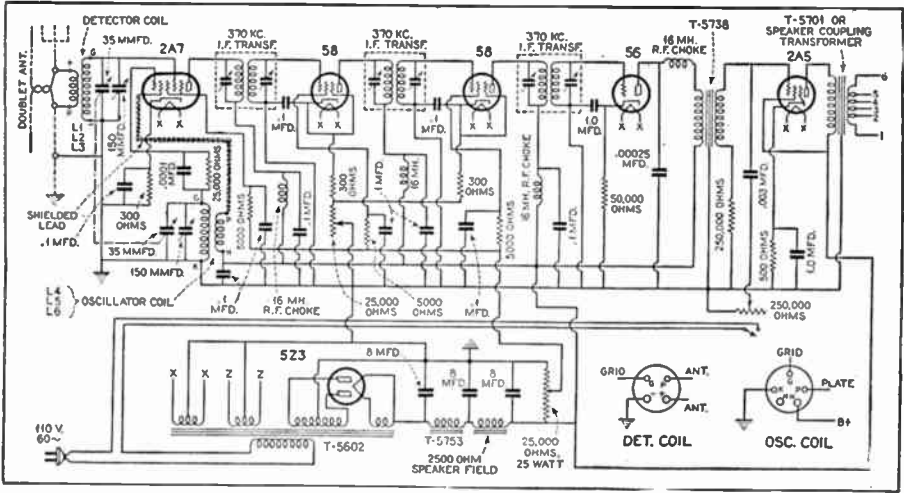 DETECTOR COIL
35 MMFD.
2A7
370 KC.
I.F. TRANSF.
58
370 KC.
I.F. TRANSF.
58
370 KC.
I.F. TRANSF.
56
16 MH.
R.F. CHOKE
T-5738
T-5701 OR
SPEAKER COUPLING
TRANSFORMER
2A5
DOUBLET ANT.
G
L1
L2
L3
150
MMFD.
X X
X X
X X
X X
X X
.1
MFD.
.1
MFD.
1.0
MFD.
6
1
SHIELDED
LEAD
300
OHMS
.0001
MFD.
25,000
OHMS
.1 MFD.
35 MMFD.
150 MMFD.
5000 OHMS
.1 MFD.
300
OHMS
.1 MFD.
16 MH.
300
OHMS
5000
OHMS
16 MH. R.F. CHOKE
.1 MFD.
50,000
OHMS
.00025
MFD.
250,000
OHMS
.003 MFD.
500 OHMS
1.0 MFD.
L4
L5
L6
OSCILLATOR COIL
.1
MFD.
16 MH.
R.F. CHOKE
25,000
OHMS
5000
OHMS
.1
MFD.
250,000
OHMS
X X Z Z
5Z3
8 MFD.
8
MFD
8
MFD
110 V.
60~
T-5602
T-5753
2500 OHM
SPEAKER FIELD
25,000
OHMS,
25 WATT
GRID
ANT.
ANT.
DET. COIL
GRID
PLATE
B+
OSC. COIL